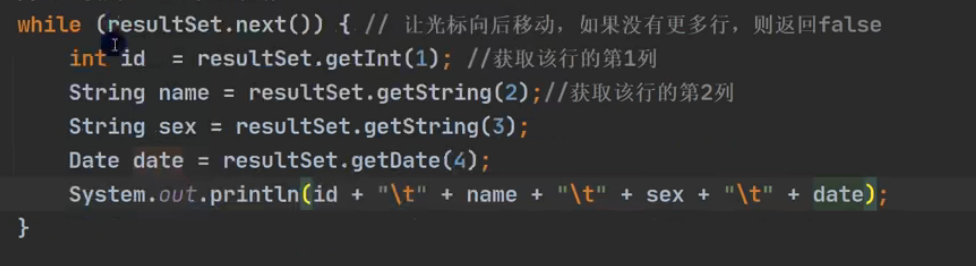 while (resultSet.next()) { // 让光标向后移动，如果没有更多行，则返回false
    int id  = resultSet.getInt(1); //获取该行的第1列
    String name = resultSet.getString(2);//获取该行的第2列
    String sex = resultSet.getString(3);
    Date date = resultSet.getDate(4);
    System.out.println(id + "\t" + name + "\t" + sex + "\t" + date);
}